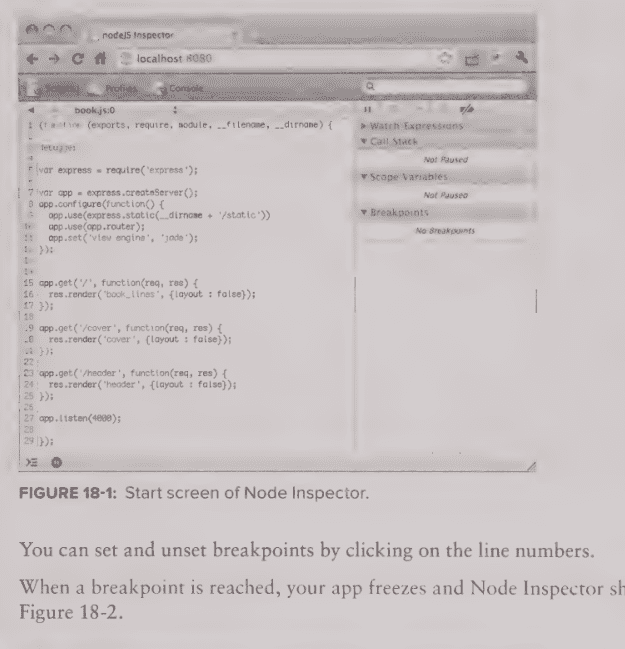 nodeJS Inspector
localhost 8080
Scripts Profiles Console
book.js:0
1 (function (exports, require, module, __filename, __dirname) {
debugger
var express = require('express');
7 var app = express.createServer();
8 app.configure(function() {
app.use(express.static(__dirname + '/static'))
app.use(app.router);
app.set('view engine', 'jade');
});
15 app.get('/', function(req, res) {
16 res.render('book_lines', {layout : false});
17 });
18
app.get('/cover', function(req, res) {
res.render('cover', {layout : false});
});
22
23 app.get('/header', function(req, res) {
24 res.render('header', {layout : false});
25 });
26
27 app.listen(4000);
28
29 });
Watch Expressions
Call Stack
Not Paused
Scope Variables
Not Paused
Breakpoints
No Breakpoints
FIGURE 18-1: Start screen of Node Inspector.
You can set and unset breakpoints by clicking on the line numbers.
When a breakpoint is reached, your app freezes and Node Inspector sh
Figure 18-2.